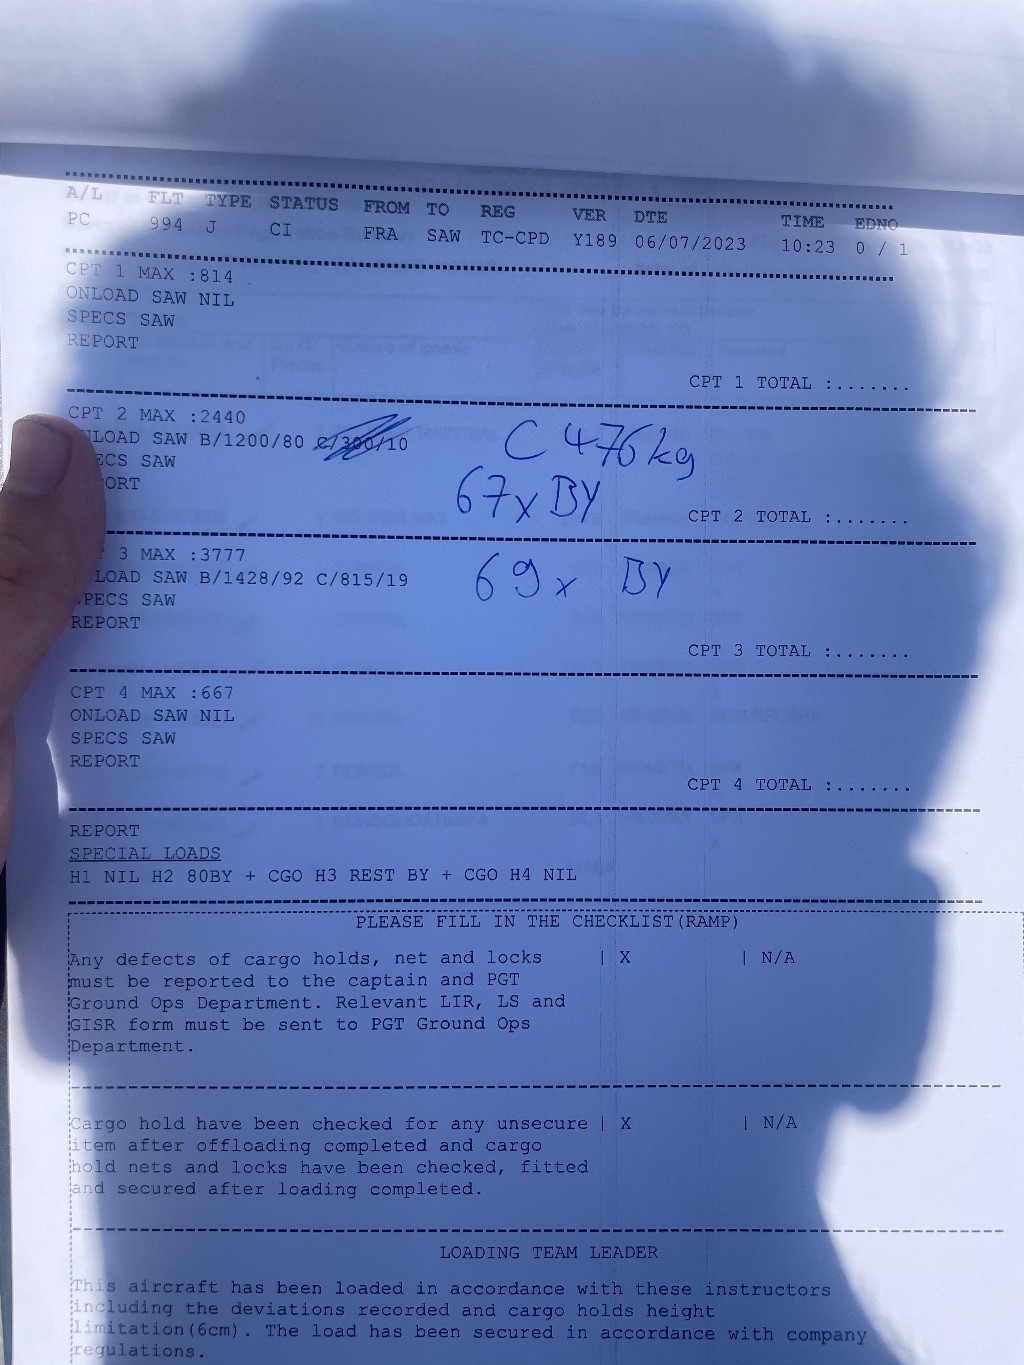 A/L FLT TYPE STATUS FROM TO REG VER DTE TIME EDNO
PC 994 J CI FRA SAW TC-CPD Y189 06/07/2023 10:23 0 / 1
CPT 1 MAX :814
ONLOAD SAW NIL
SPECS SAW
REPORT
CPT 1 TOTAL :.......
CPT 2 MAX :2440
NLOAD SAW B/1200/80 C/300/10 C 476 kg
ECS SAW
ORT 67x BY
CPT 2 TOTAL :.......
3 MAX :3777
LOAD SAW B/1428/92 C/815/19 69x BY
PECS SAW
REPORT
CPT 3 TOTAL :.......
CPT 4 MAX :667
ONLOAD SAW NIL
SPECS SAW
REPORT
CPT 4 TOTAL :.......
REPORT
SPECIAL LOADS
H1 NIL H2 80BY + CGO H3 REST BY + CGO H4 NIL
PLEASE FILL IN THE CHECKLIST(RAMP)
Any defects of cargo holds, net and locks | X | N/A
must be reported to the captain and PGT
Ground Ops Department. Relevant LIR, LS and
GISR form must be sent to PGT Ground Ops
Department.
Cargo hold have been checked for any unsecure | X | N/A
item after offloading completed and cargo
hold nets and locks have been checked, fitted
and secured after loading completed.
LOADING TEAM LEADER
This aircraft has been loaded in accordance with these instructors
including the deviations recorded and cargo holds height
limitation(6cm). The load has been secured in accordance with company
regulations.